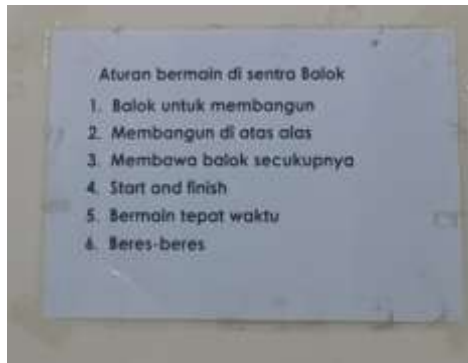 Aturan bermain di sentra Balok
1. Balok untuk membangun
2. Membangun di atas alas
3. Membawa balok secukupnya
4. Start and finish
5. Bermain tepat waktu
6. Beres-beres